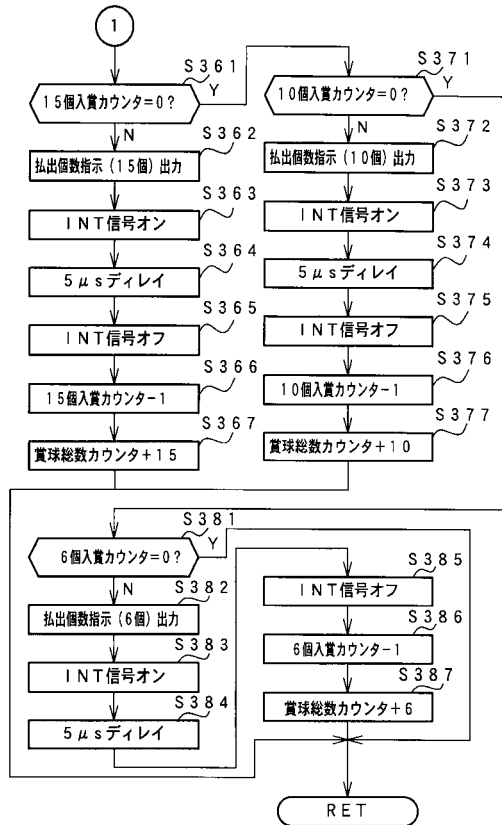 1
S361
15個入賞カウンタ=0?
Y
N
S362
払出個数指示(15個)出力
S363
INT信号オン
S364
5μsディレイ
S365
INT信号オフ
S366
15個入賞カウンタ-1
S367
賞球総数カウンタ+15
S371
10個入賞カウンタ=0?
Y
N
S372
払出個数指示(10個)出力
S373
INT信号オン
S374
5μsディレイ
S375
INT信号オフ
S376
10個入賞カウンタ-1
S377
賞球総数カウンタ+10
S381
6個入賞カウンタ=0?
Y
N
S382
払出個数指示(6個)出力
S383
INT信号オン
S384
5μsディレイ
S385
INT信号オフ
S386
6個入賞カウンタ-1
S387
賞球総数カウンタ+6
RET